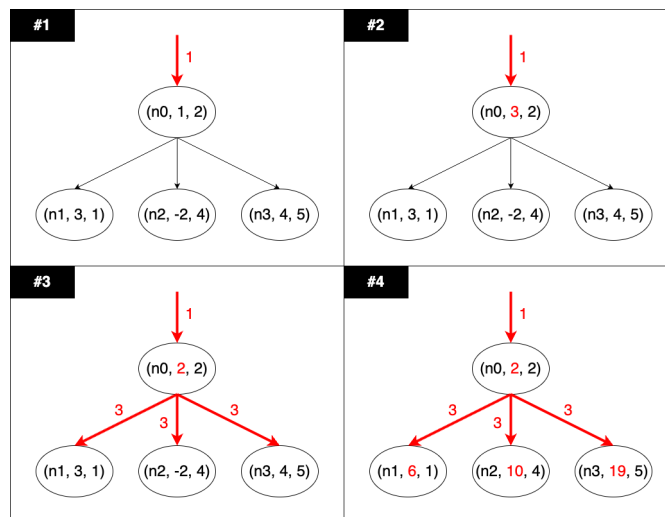 #1
1
(n0, 1, 2)
(n1, 3, 1) (n2, -2, 4) (n3, 4, 5)
#2
1
(n0, 3, 2)
(n1, 3, 1) (n2, -2, 4) (n3, 4, 5)
#3
1
(n0, 2, 2)
3 3 3
(n1, 3, 1) (n2, -2, 4) (n3, 4, 5)
#4
1
(n0, 2, 2)
3 3 3
(n1, 6, 1) (n2, 10, 4) (n3, 19, 5)